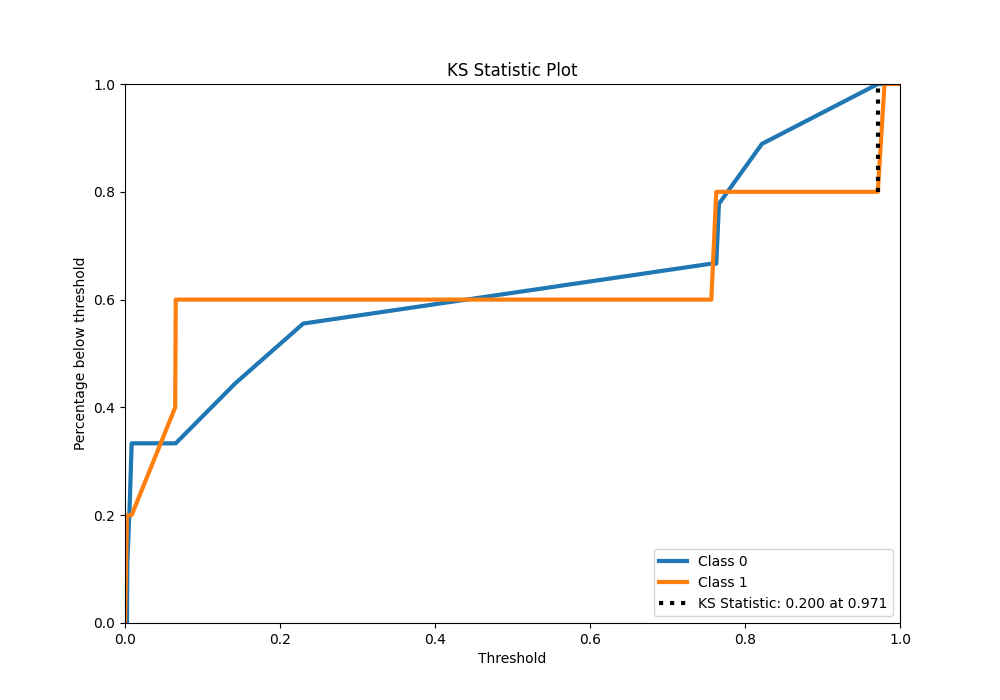 KS Statistic Plot
1.0
0.8
0.6
0.4
0.2
0.0
Percentage below threshold
0.0 0.2 0.4 0.6 0.8 1.0
Threshold
Class 0
Class 1
KS Statistic: 0.200 at 0.971